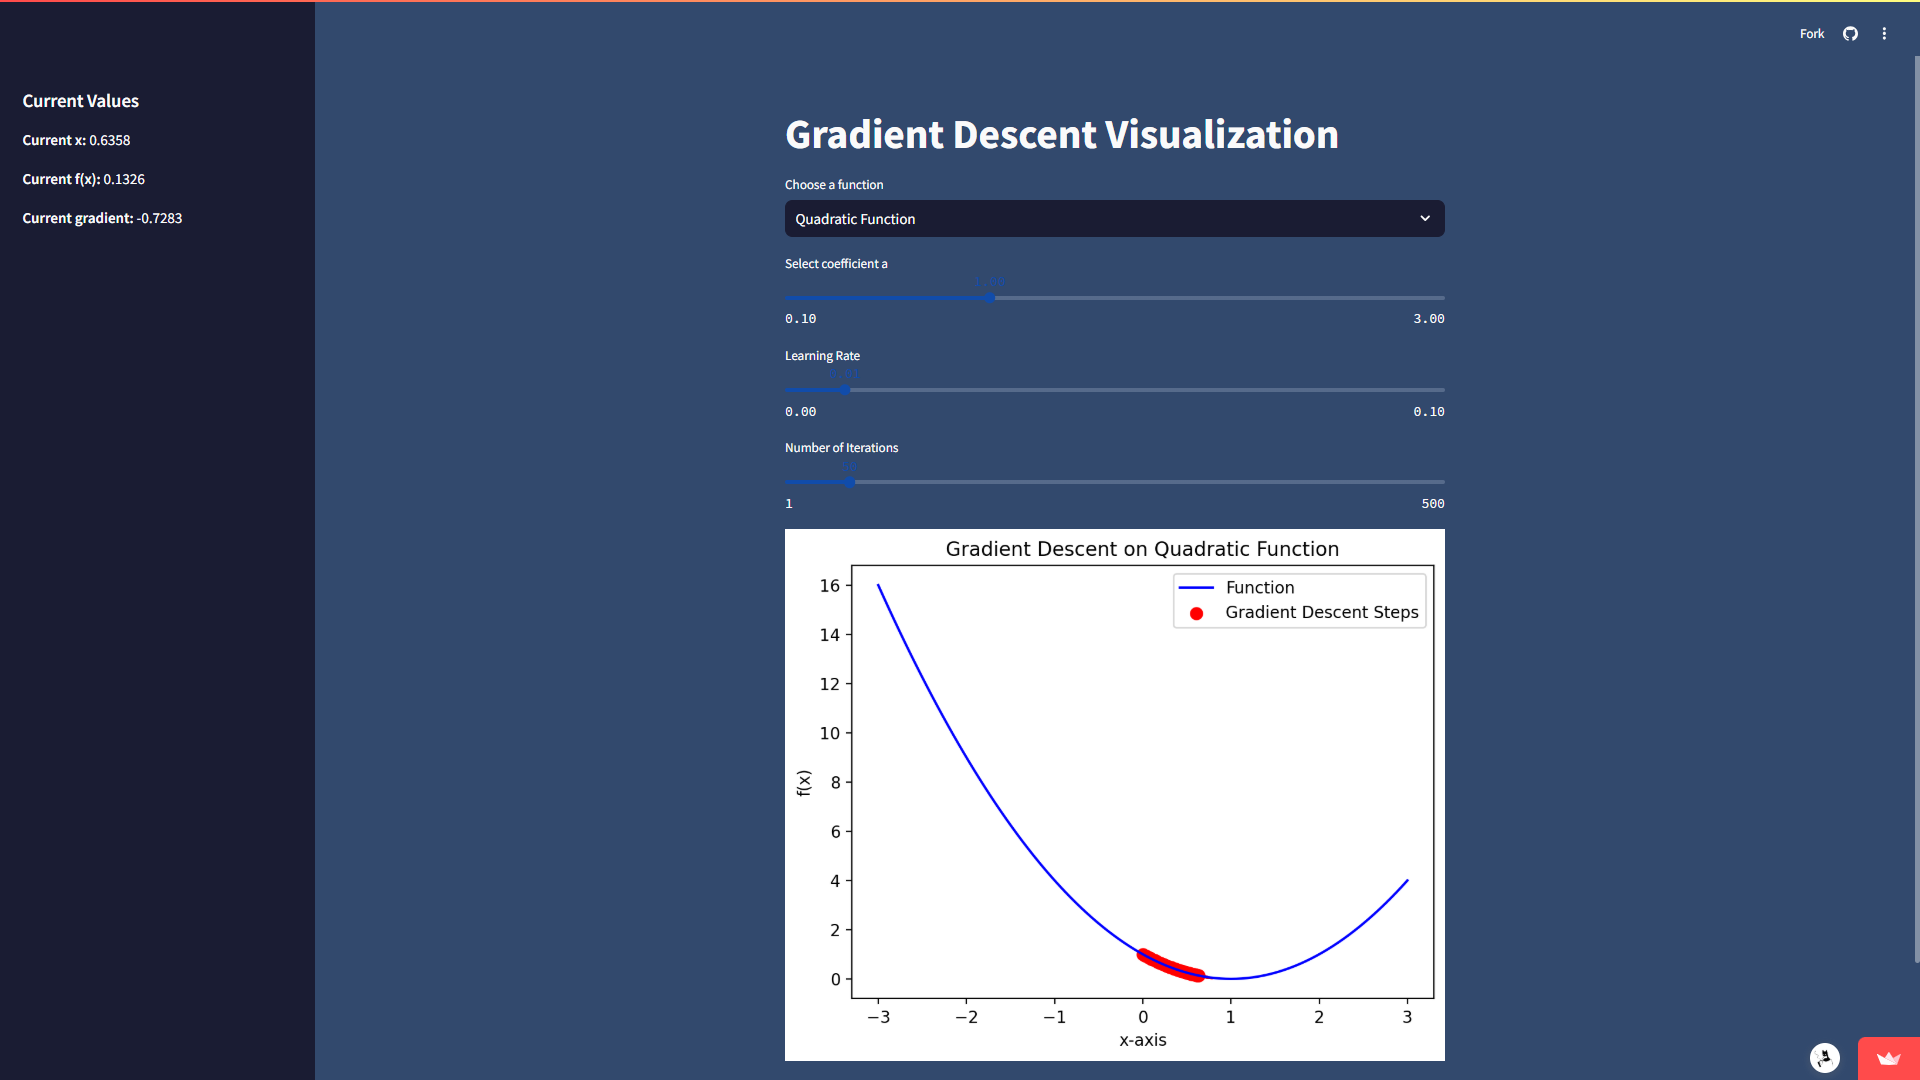 Fork
Current Values
Current x: 0.6358
Current f(x): 0.1326
Current gradient: -0.7283
Gradient Descent Visualization
Choose a function
Quadratic Function
Select coefficient a
0.10 3.00
Learning Rate
0.00 0.10
Number of Iterations
1 500
Gradient Descent on Quadratic Function
Function
Gradient Descent Steps
16
14
12
10
8
6
4
2
0
f(x)
−3 −2 −1 0 1 2 3
x-axis